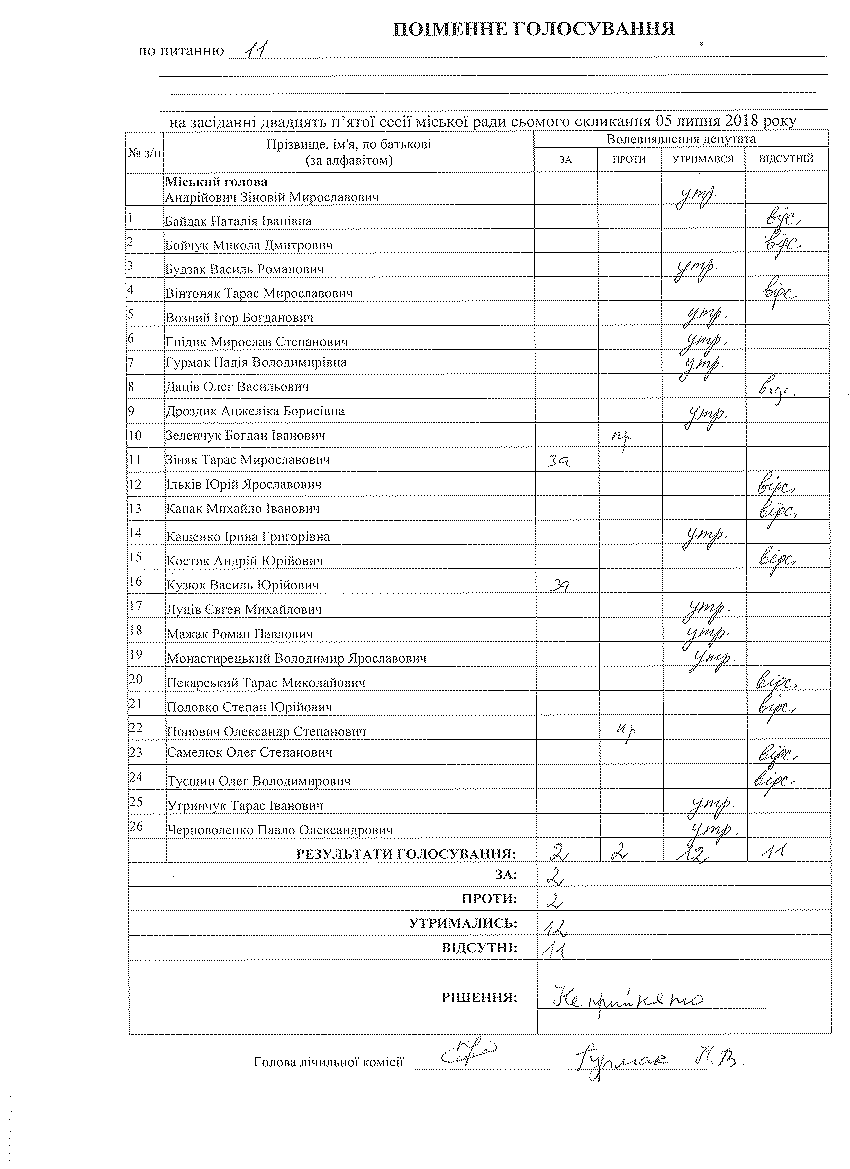 ПОІМЕННЕ ГОЛОСУВАННЯ
по питанню 11
на засіданні двадцять п'ятої сесії міської ради сьомого скликання 05 липня 2018 року
№ з/п Прізвище, ім'я, по батькові (за алфавітом) Волевиявлення депутата
ЗА ПРОТИ УТРИМАВСЯ ВІДСУТНІЙ
Міський голова
Андрійович Зіновій Мирославович утр.
1 Байдак Наталія Іванівна відс.
2 Бойчук Микола Дмитрович відс.
3 Будзак Василь Романович утр.
4 Вінтоняк Тарас Мирославович відс.
5 Возний Ігор Богданович утр.
6 Гнідик Мирослав Степанович утр.
7 Гурмак Надія Володимирівна утр.
8 Даців Олег Васильович відс.
9 Дроздик Анжеліка Борисівна утр.
10 Зеленчук Богдан Іванович пр
11 Зіняк Тарас Мирославович за
12 Ільків Юрій Ярославович відс.
13 Капак Михайло Іванович відс.
14 Кащенко Ірина Григорівна утр.
15 Костяк Андрій Юрійович відс.
16 Кузюк Василь Юрійович за
17 Луців Євген Михайлович утр.
18 Мажак Роман Павлович утр.
19 Монастирецький Володимир Ярославович утр.
20 Пекарський Тарас Миколайович відс.
21 Половко Степан Юрійович відс.
22 Попович Олександр Степанович пр
23 Самелюк Олег Степанович відс.
24 Тусшин Олег Володимирович відс.
25 Утринчук Тарас Іванович утр.
26 Черноволенко Павло Олександрович утр.
РЕЗУЛЬТАТИ ГОЛОСУВАННЯ: 2 2 12 11
ЗА: 2
ПРОТИ: 2
УТРИМАЛИСЬ: 12
ВІДСУТНІ: 11
РІШЕННЯ: Не прийнято
Голова лічильної комісії Гурмак Н.В.